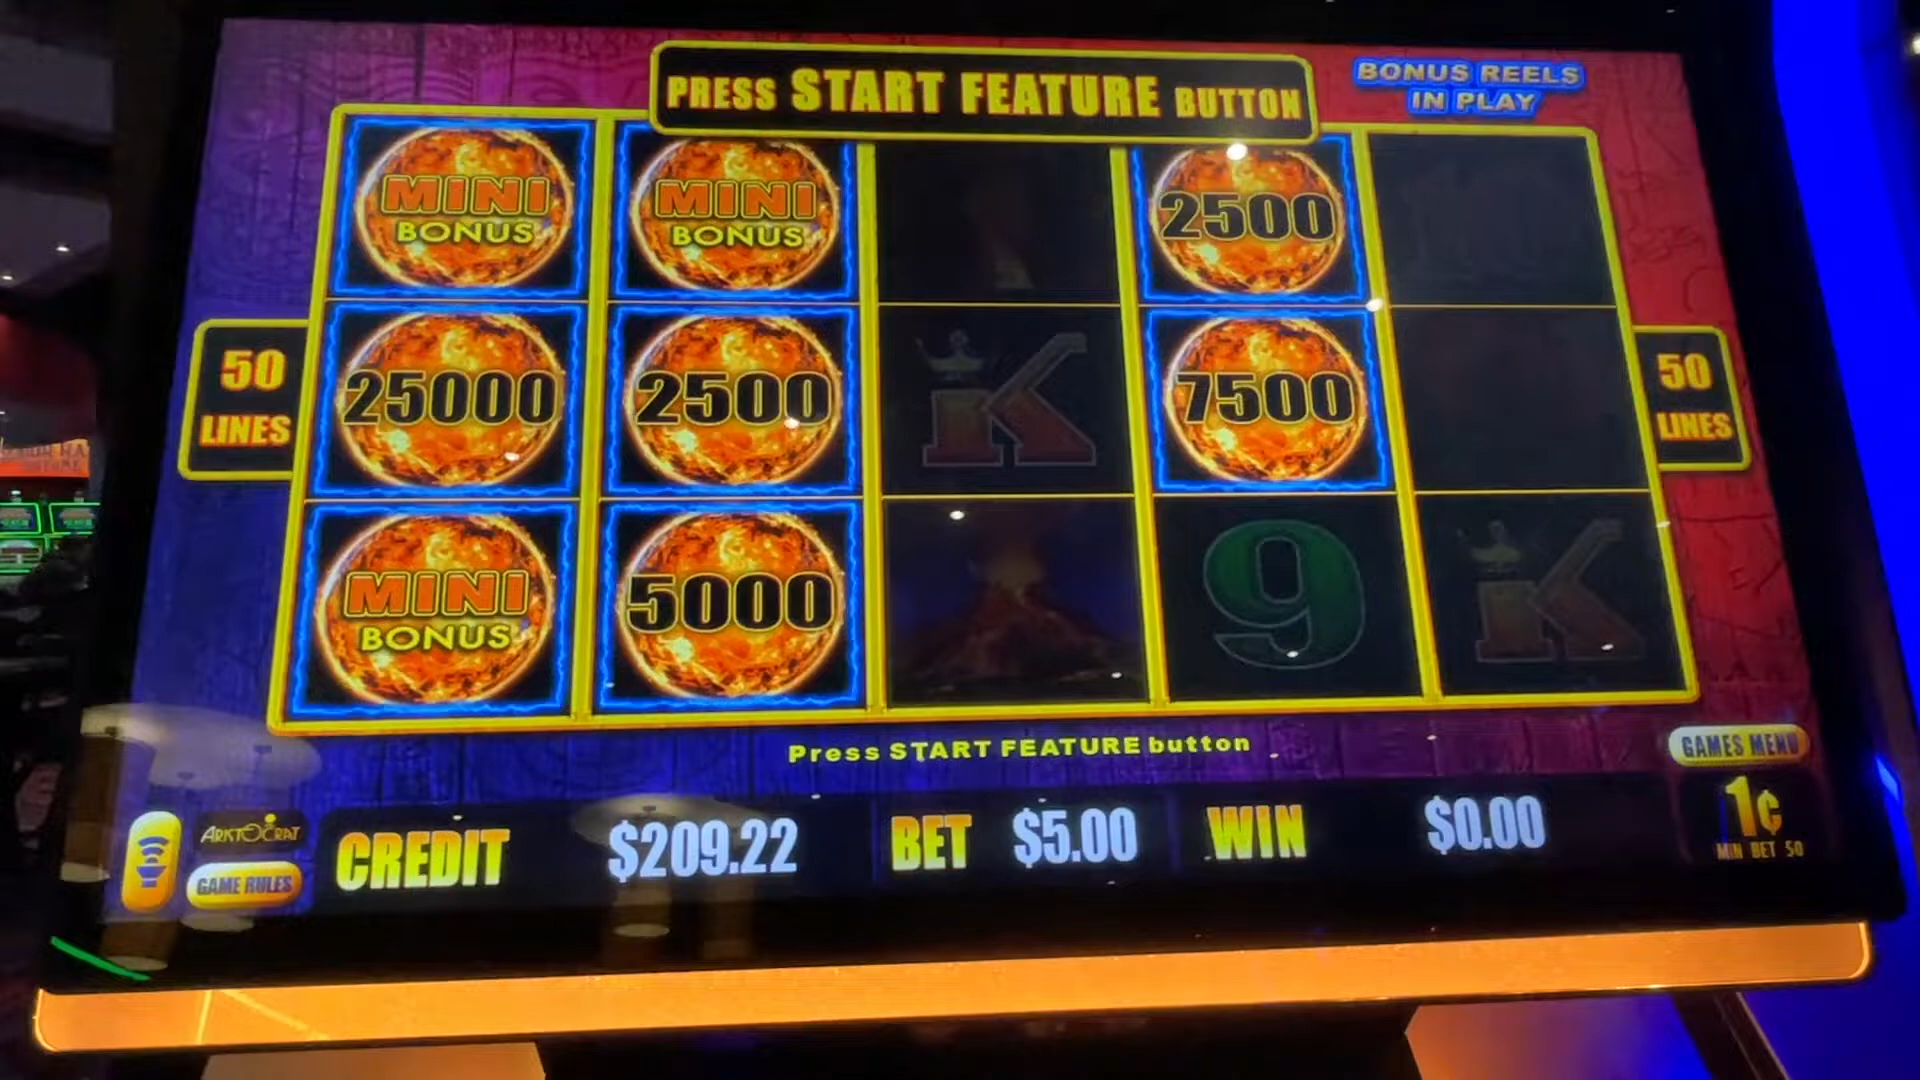 PRESS START FEATURE BUTTON
BONUS REELS
IN PLAY
MINI
BONUS
MINI
BONUS
2500
50
LINES
25000
2500
K
7500
50
LINES
MINI
BONUS
5000
9
K
Press START FEATURE button
GAMES MENU
ARISTOCRAT
GAME RULES
CREDIT $209.22 BET $5.00 WIN $0.00
1¢
MIN BET 50